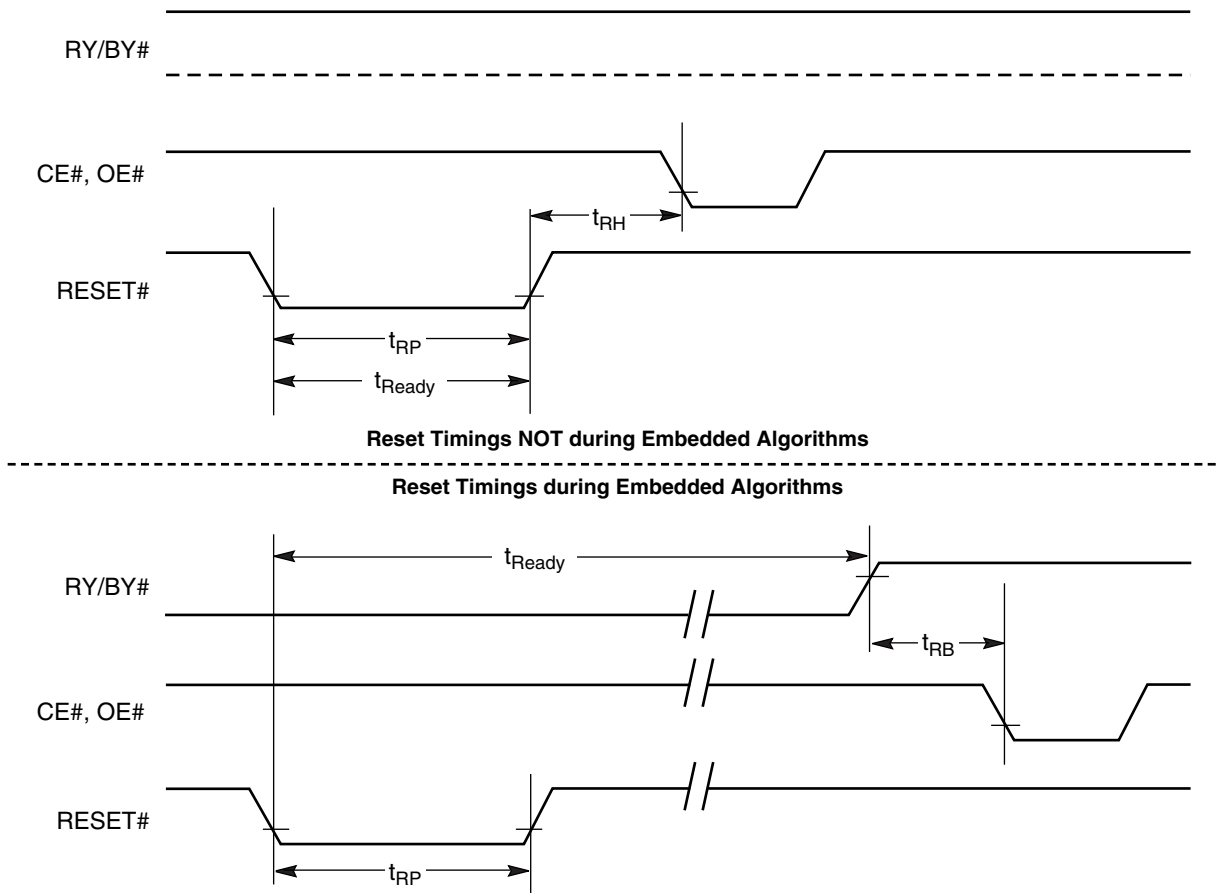 RY/BY#
CE#, OE#
tRH
RESET#
tRP
tReady
Reset Timings NOT during Embedded Algorithms
Reset Timings during Embedded Algorithms
tReady
RY/BY#
tRB
CE#, OE#
RESET#
tRP